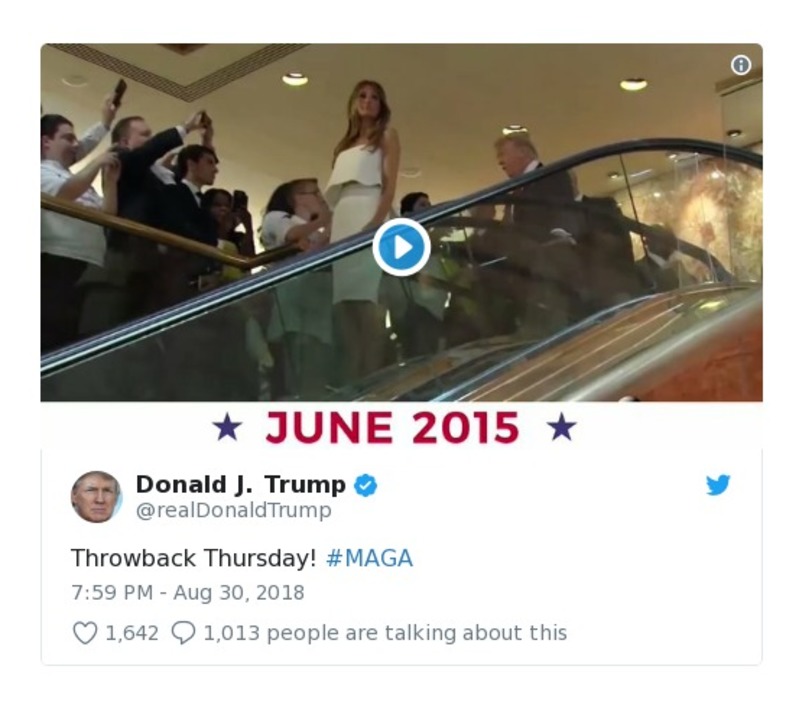 ★ JUNE 2015 ★
Donald J. Trump
@realDonaldTrump
Throwback Thursday! #MAGA
7:59 PM - Aug 30, 2018
1,642 1,013 people are talking about this